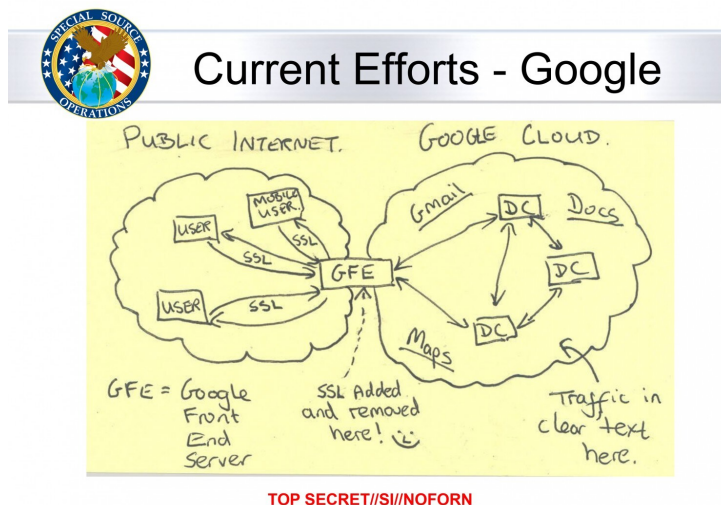 SPECIAL SOURCE
OPERATIONS
Current Efforts - Google
PUBLIC INTERNET.
GOOGLE CLOUD.
MOBILE
USER.
USER
SSL
SSL
USER
SSL
GFE
Gmail
DC
Docs
DC
DC
Maps
GFE = Google
Front
End
Server
SSL Added
and removed
here!
Traffic in
clear text
here.
TOP SECRET//SI//NOFORN